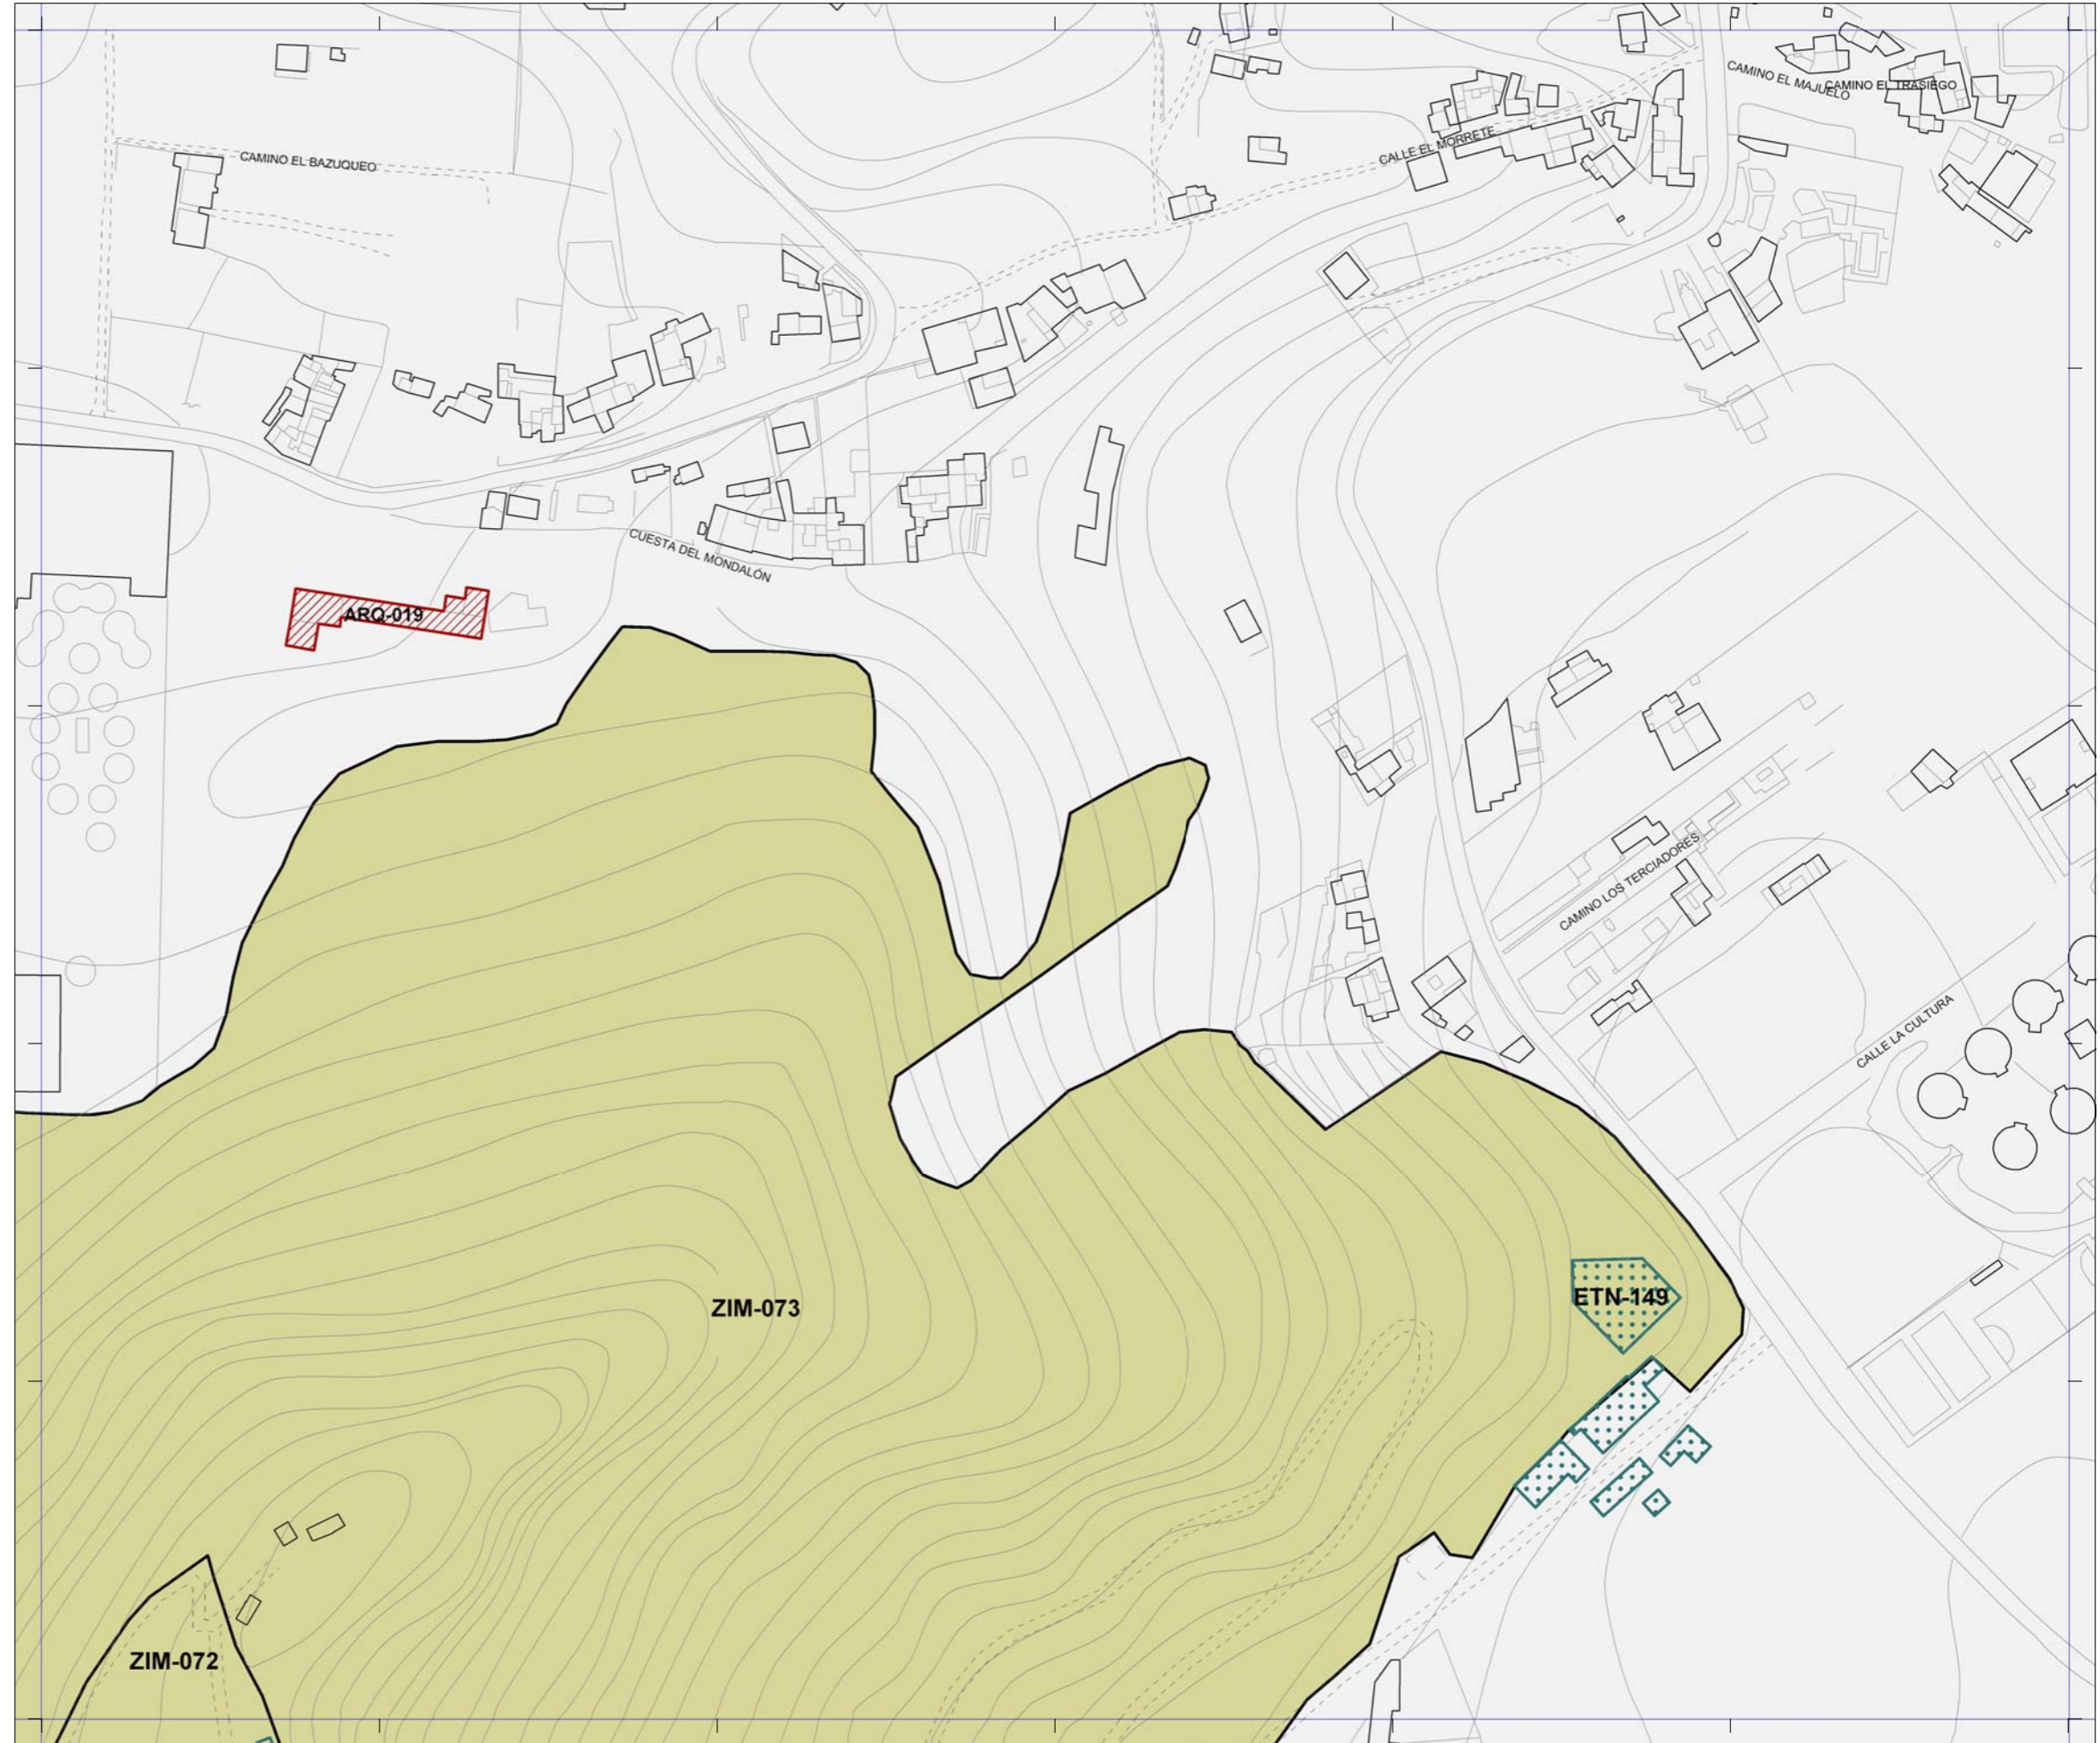 CAMINO EL MAJUELO
CAMINO EL TRASIEGO
CALLE EL MORRETE
CAMINO EL BAZUQUEO
CUESTA DEL MONDALÓN
ARQ-019
CAMINO LOS TERCIADORES
CALLE LA CULTURA
ETN-149
ZIM-073
ZIM-072